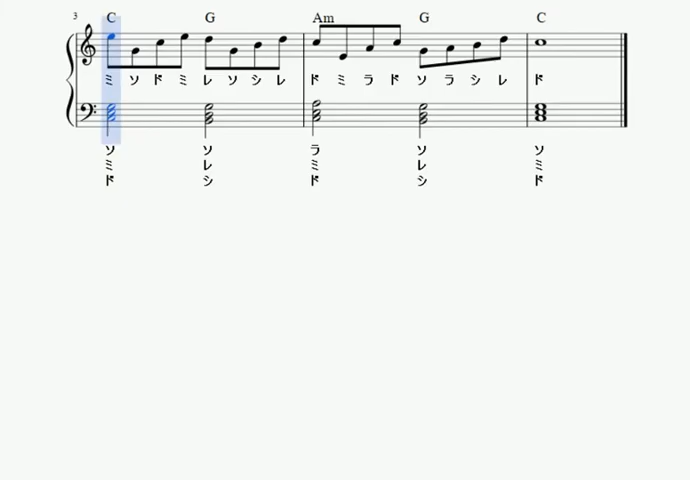 3 C G Am G C
ミ ソ ド ミ レ ソ シ レ ド ミ ラ ド ソ ラ シ レ ド
ソ ソ ラ ソ ソ
ミ レ ミ レ ミ
ド シ ド シ ド